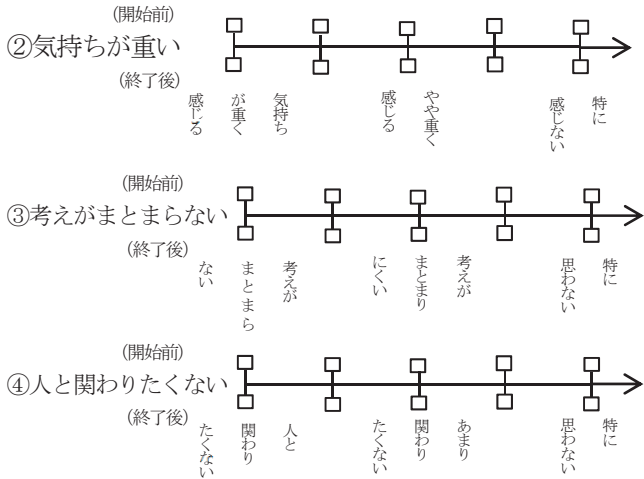 (開始前)
②気持ちが重い
(終了後)
気持ち
が重く
感じる
やや重く
感じる
特に
感じない
(開始前)
③考えがまとまらない
(終了後)
考えが
まとまら
ない
考えが
まとまり
にくい
特に
思わない
(開始前)
④人と関わりたくない
(終了後)
人と
関わり
たくない
あまり
関わり
たくない
特に
思わない